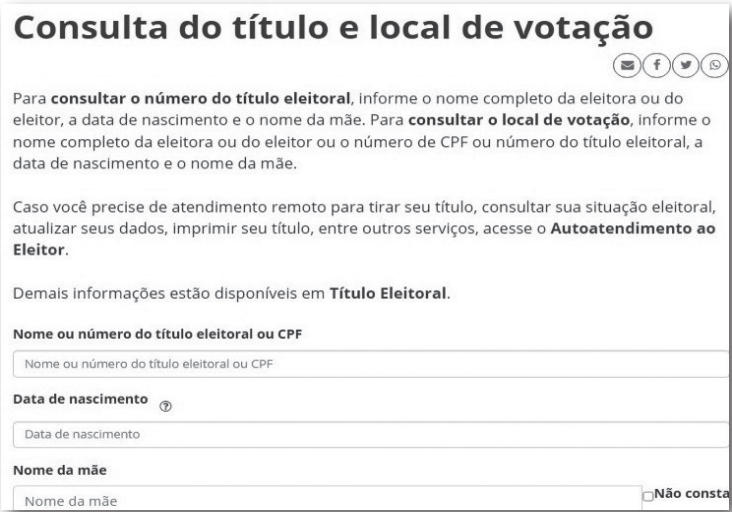 Consulta do título e local de votação
Para consultar o número do título eleitoral, informe o nome completo da eleitora ou do
eleitor, a data de nascimento e o nome da mãe. Para consultar o local de votação, informe o
nome completo da eleitora ou do eleitor ou o número de CPF ou número do título eleitoral, a
data de nascimento e o nome da mãe.
Caso você precise de atendimento remoto para tirar seu título, consultar sua situação eleitoral,
atualizar seus dados, imprimir seu título, entre outros serviços, acesse o Autoatendimento ao
Eleitor.
Demais informações estão disponíveis em Título Eleitoral.
Nome ou número do título eleitoral ou CPF
Nome ou número do título eleitoral ou CPF
Data de nascimento ?
Data de nascimento
Nome da mãe
Nome da mãe
Não consta